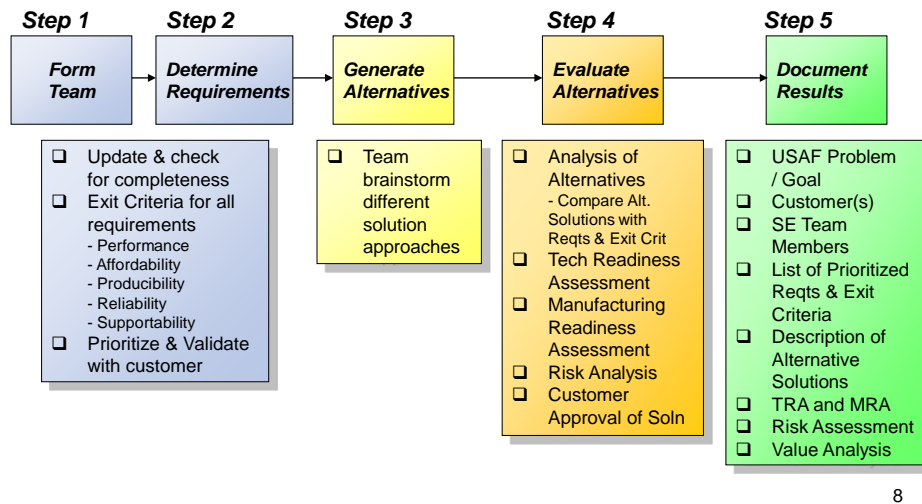 Step 1
Step 2
Step 3
Step 4
Step 5
Form
Team
Determine
Requirements
Generate
Alternatives
Evaluate
Alternatives
Document
Results
❑ Update & check
for completeness
❑ Exit Criteria for all
requirements
- Performance
- Affordability
- Producibility
- Reliability
- Supportability
❑ Prioritize & Validate
with customer
❑ Team
brainstorm
different
solution
approaches
❑ Analysis of
Alternatives
- Compare Alt.
Solutions with
Reqts & Exit Crit
❑ Tech Readiness
Assessment
❑ Manufacturing
Readiness
Assessment
❑ Risk Analysis
❑ Customer
Approval of Soln
❑ USAF Problem
/ Goal
❑ Customer(s)
❑ SE Team
Members
❑ List of Prioritized
Reqts & Exit
Criteria
❑ Description of
Alternative
Solutions
❑ TRA and MRA
❑ Risk Assessment
❑ Value Analysis
8